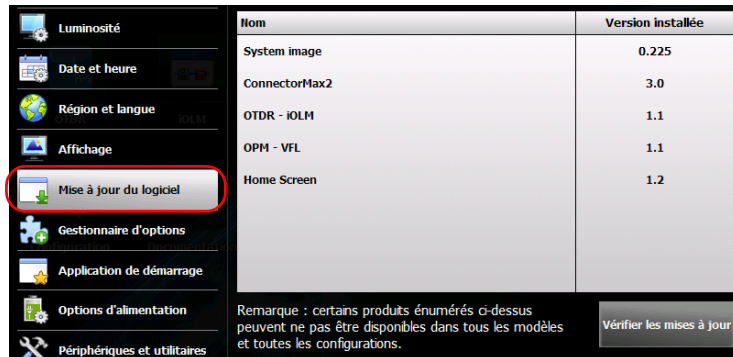 Luminosité
Date et heure
Région et langue
Affichage
Mise à jour du logiciel
Gestionnaire d'options
Application de démarrage
Options d'alimentation
Périphériques et utilitaires
Nom Version installée
System image 0.225
ConnectorMax2 3.0
OTDR - iOLM 1.1
OPM - VFL 1.1
Home Screen 1.2
Remarque : certains produits énumérés ci-dessus
peuvent ne pas être disponibles dans tous les modèles
et toutes les configurations.
Vérifier les mises à jour
OTDR
iOLM